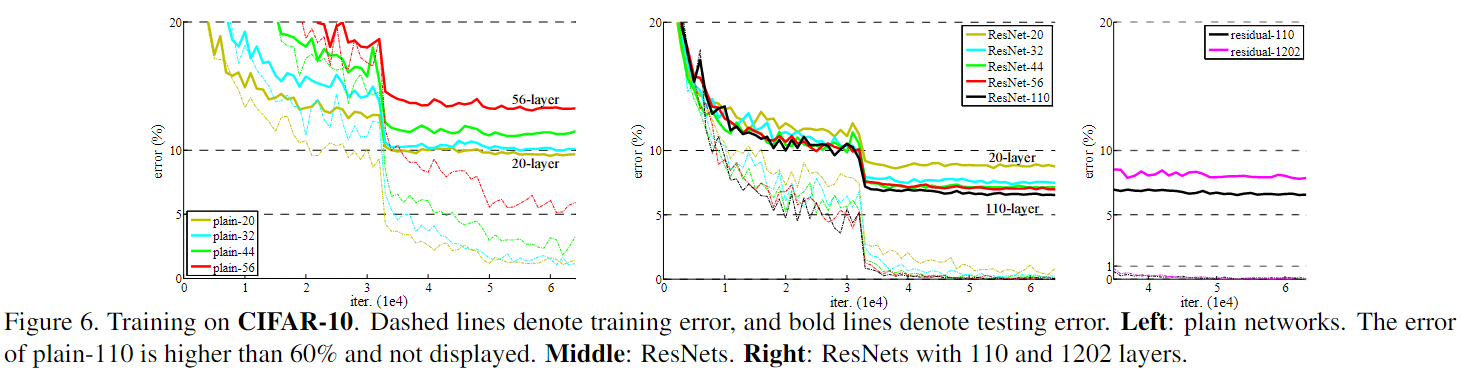 20
10
5
0
error (%)
56-layer
20-layer
plain-20
plain-32
plain-44
plain-56
0 1 2 3 4 5 6
iter. (1e4)
20
10
5
0
error (%)
ResNet-20
ResNet-32
ResNet-44
ResNet-56
ResNet-110
20-layer
110-layer
0 1 2 3 4 5 6
iter. (1e4)
20
10
5
1
0
error (%)
residual-110
residual-1202
4 5 6
iter. (1e4)
Figure 6. Training on CIFAR-10. Dashed lines denote training error, and bold lines denote testing error. Left: plain networks. The error
of plain-110 is higher than 60% and not displayed. Middle: ResNets. Right: ResNets with 110 and 1202 layers.